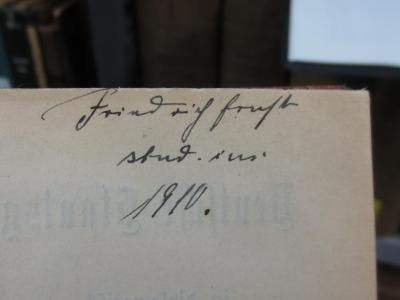 Friedrich Ernst
stud. iur.
1910.